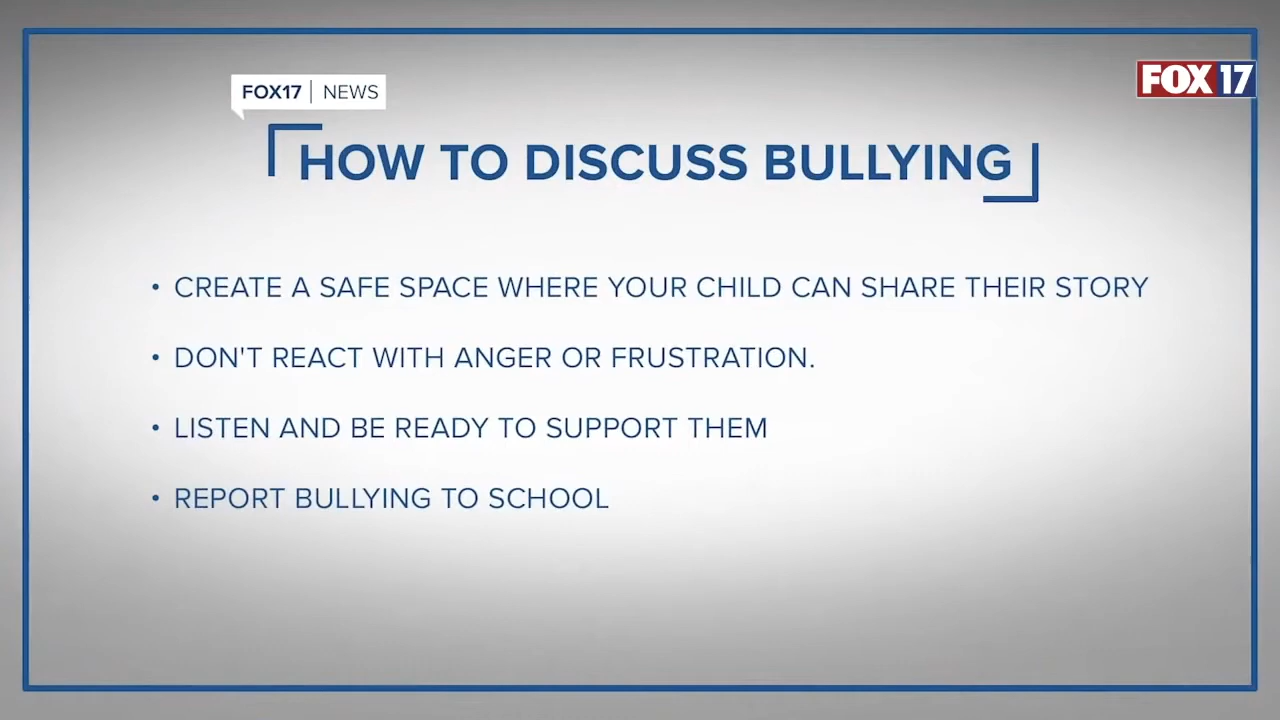 FOX17 | NEWS
FOX 17
HOW TO DISCUSS BULLYING
• CREATE A SAFE SPACE WHERE YOUR CHILD CAN SHARE THEIR STORY
• DON'T REACT WITH ANGER OR FRUSTRATION.
• LISTEN AND BE READY TO SUPPORT THEM
• REPORT BULLYING TO SCHOOL